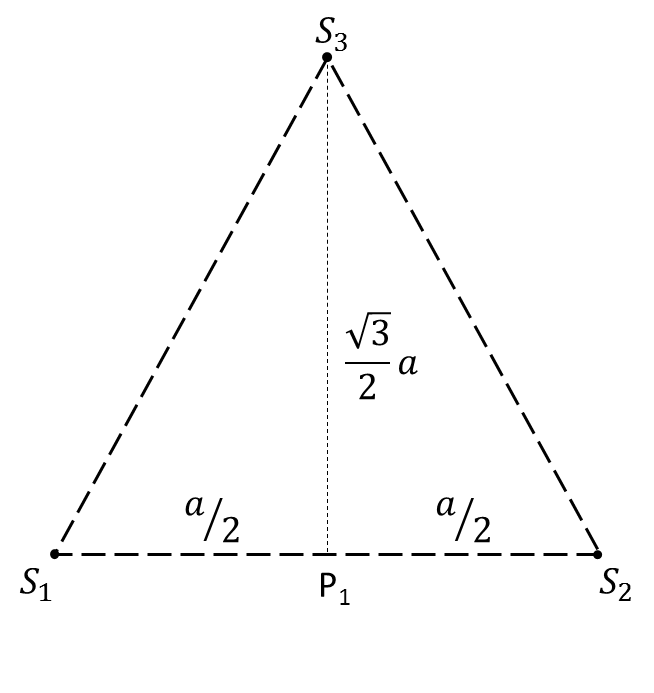 S₃
√3/2 a
a/2 a/2
S₁ P₁ S₂